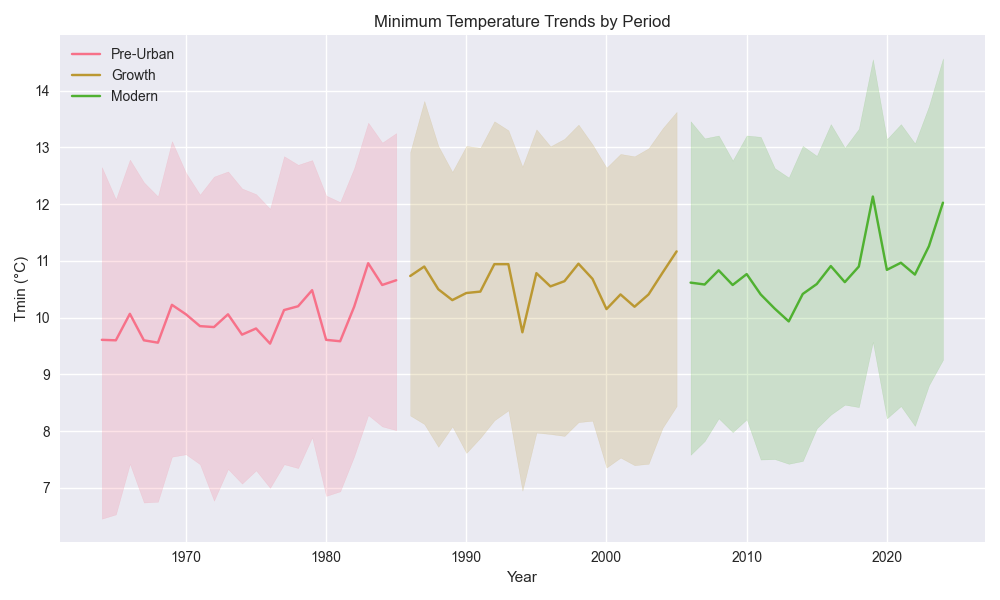 Minimum Temperature Trends by Period
Pre-Urban
Growth
Modern
14
13
12
11
10
9
8
7
Tmin (°C)
1970 1980 1990 2000 2010 2020
Year